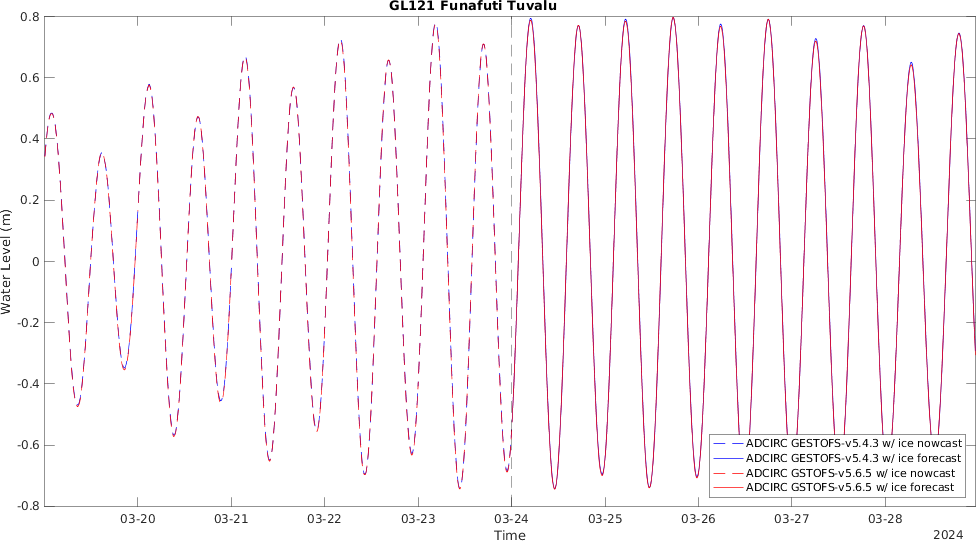 GL121 Funafuti Tuvalu
0.8
0.6
0.4
0.2
0
-0.2
-0.4
-0.6
-0.8
Water Level (m)
ADCIRC GESTOFS-v5.4.3 w/ ice nowcast
ADCIRC GESTOFS-v5.4.3 w/ ice forecast
ADCIRC GSTOFS-v5.6.5 w/ ice nowcast
ADCIRC GSTOFS-v5.6.5 w/ ice forecast
03-20 03-21 03-22 03-23 03-24 03-25 03-26 03-27 03-28
Time
2024